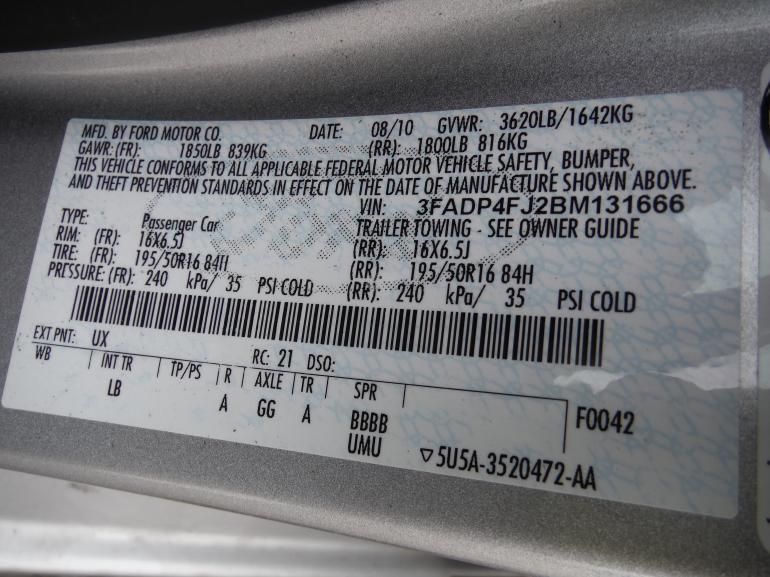 MFD. BY FORD MOTOR CO. DATE: 08/10 GVWR: 3620LB/1642KG
GAWR: (FR): 1850LB 839KG (RR): 1800LB 816KG
THIS VEHICLE CONFORMS TO ALL APPLICABLE FEDERAL MOTOR VEHICLE SAFETY, BUMPER,
AND THEFT PREVENTION STANDARDS IN EFFECT ON THE DATE OF MANUFACTURE SHOWN ABOVE.
VIN: 3FADP4FJ2BM131666
TYPE: Passenger Car TRAILER TOWING - SEE OWNER GUIDE
RIM: (FR): 16X6.5J (RR): 16X6.5J
TIRE: (FR): 195/50R16 84H (RR): 195/50R16 84H
PRESSURE: (FR): 240 kPa/ 35 PSI COLD (RR): 240 kPa/ 35 PSI COLD
EXT PNT: UX RC: 21 DSO:
WB INT TR TP/PS R AXLE TR SPR
LB A GG A BBBB F0042
UMU ▽5U5A-3520472-AA